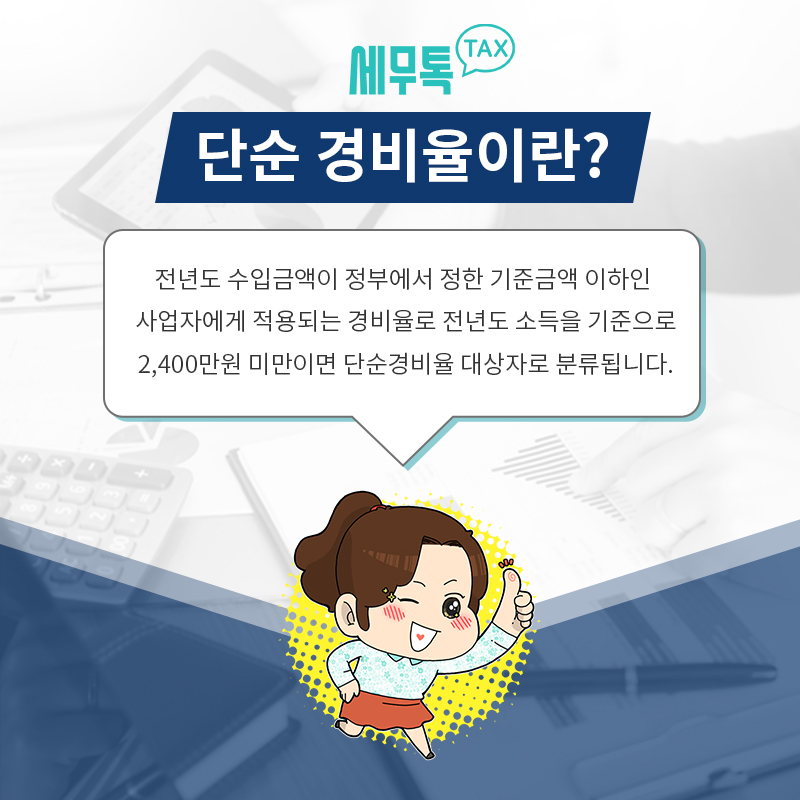 세무톡
TAX
단순 경비율이란?
전년도 수입금액이 정부에서 정한 기준금액 이하인
사업자에게 적용되는 경비율로 전년도 소득을 기준으로
2,400만원 미만이면 단순경비율 대상자로 분류됩니다.